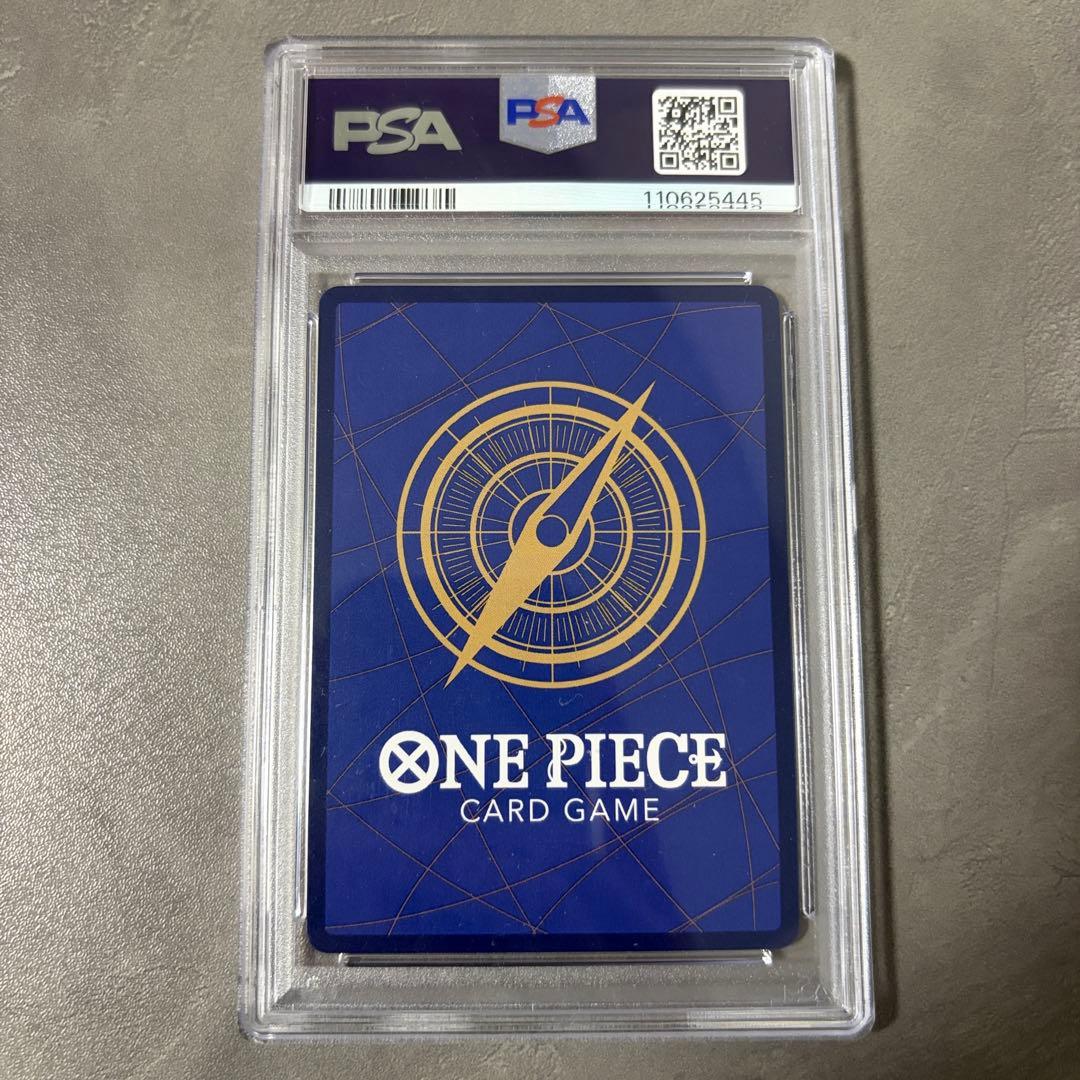 PSA
PSA
110625445
ONE PIECE
CARD GAME